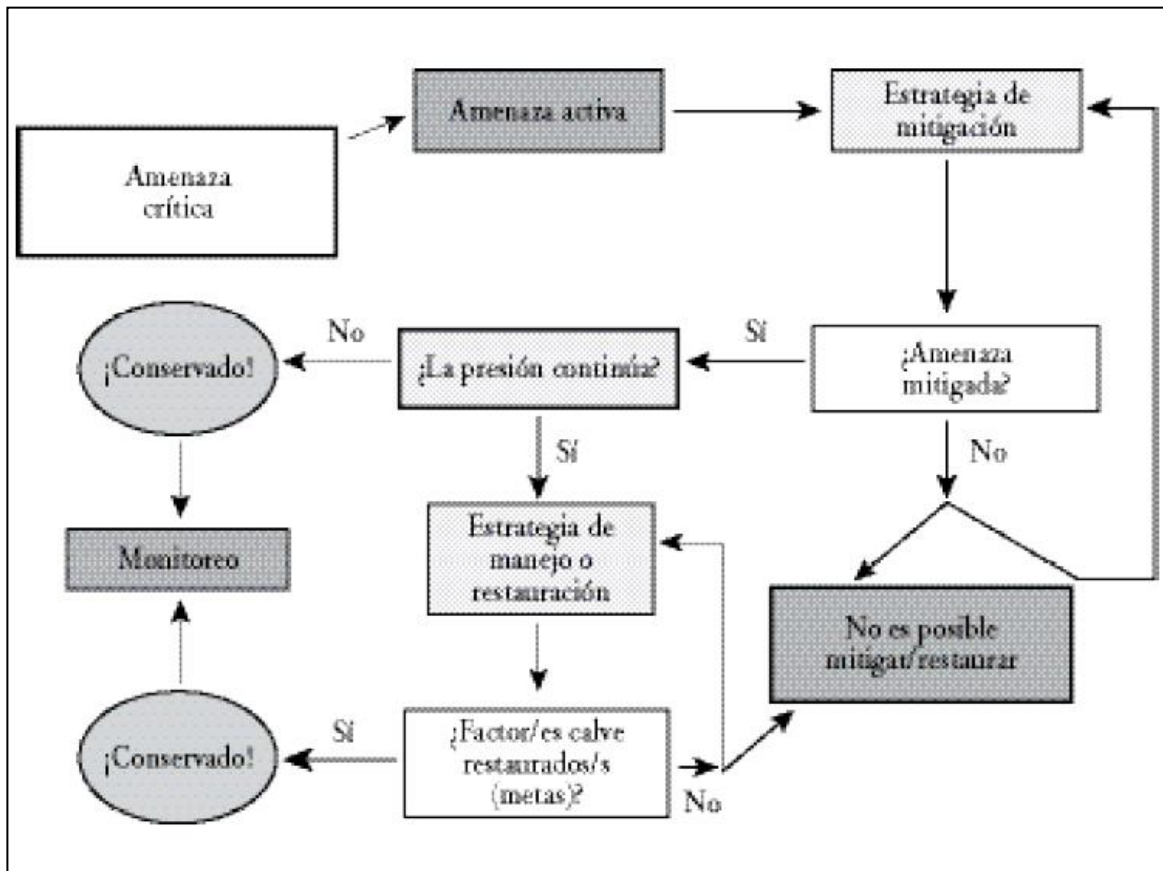 Amenaza activa
Estrategia de
mitigación
Amenaza
crítica
¡Conservado!
No
¿La presión continúa?
Sí
¿Amenaza
mitigada?
Sí
No
Monitoreo
Estrategia de
manejo o
restauración
No es posible
mitigar/restaurar
¡Conservado!
Sí
¿Factor/es calve
restaurados/s
(metas)?
No